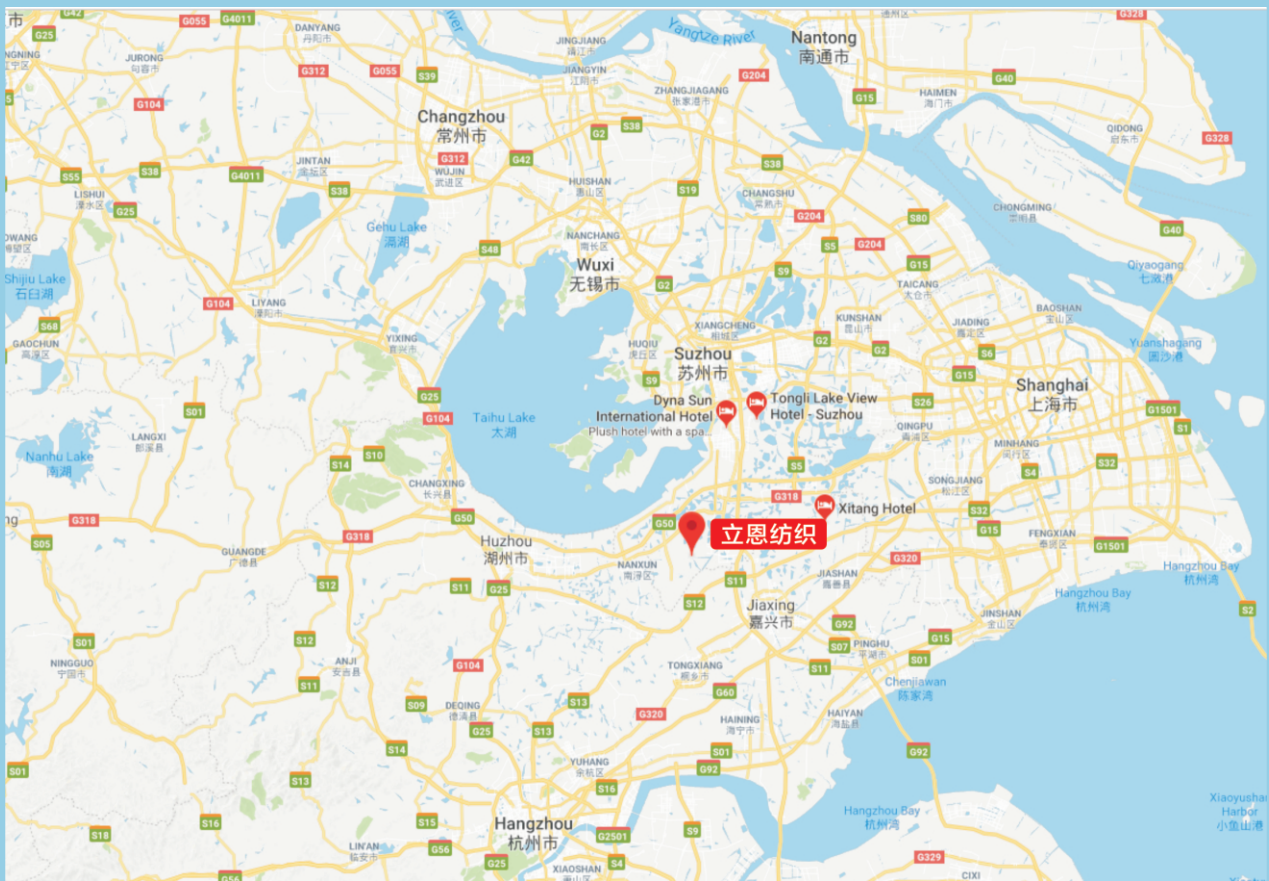 市
G42
G4011
G055
G25
DANYANG
丹阳市
JURONG
句容市
G312
G055
S39
G104
JINGJIANG
靖江市
JIANGYIN
江阴市
River
Yangtze River
Nantong
南通市
G204
G15
G40
G328
HAIMEN
海门市
QIDONG
启东市
G328
ZHANGJIAGANG
张家港市
Changzhou
常州市
G2
S38
G312
WUJIN
武进区
G42
JINTAN
金坛区
S38
S55
S38
G4011
LISHUI
溧水区
G25
HUISHAN
惠山区
S19
S38
CHANGSHU
常熟市
G204
S80
CHONGMING
崇明县
G40
Gehu Lake
滆湖
S48
NANCHANG
南长区
Wuxi
无锡市
G2
S5
G204
S9
G15
TAICANG
太仓市
Qiyaogang
七滧港
Shijiu Lake
石臼湖
G104
LIYANG
溧阳市
S68
GAOCHUN
高淳区
YIXING
宜兴市
XIANGCHENG
相城区
KUNSHAN
昆山市
BAOSHAN
宝山区
JIADING
嘉定区
HUQIU
虎丘区
Suzhou
苏州市
G2
G2
S6
Yuanshagang
圆沙港
S9
G15
Shanghai
上海市
G25
G104
S01
Dyna Sun
International Hotel
Plush hotel with a spa...
Tongli Lake View
Hotel - Suzhou
S26
G1501
S1
Taihu Lake
太湖
QINGPU
青浦区
MINHANG
闵行区
LANGXI
郎溪县
Nanhu Lake
南湖
S10
S14
S5
S4
S32
CHANGXING
长兴县
SONGJIANG
松江区
G318
Xitang Hotel
S32
G318
G50
G50
立恩纺织
G15
S05
G318
Huzhou
湖州市
FENGXIAN
奉贤区
G1501
GUANGDE
广德县
NANXUN
南浔区
G320
Hangzhou Bay
杭州湾
S12
S11
G25
S11
JIASHAN
嘉善县
Hangzhou Bay
杭州湾
S12
Jiaxing
嘉兴市
JINSHAN
金山区
S2
S01
S12
G92
G15
NINGGUO
宁国市
ANJI
安吉县
G104
S07
PINGHU
平湖市
S01
TONGXIANG
桐乡市
S11
S11
G60
Chenjiawan
陈家湾
S09
DEQING
德清县
S13
G320
HAINING
海宁市
HAIYAN
海盐县
G25
S13
S14
S01
G92
G92
S01
YUHANG
余杭区
S13
S16
Xiaoyushan
Harbor
小鱼山港
Hangzhou Bay
杭州湾
S18
S16
S15
Hangzhou
杭州市
G2501
S9
LIN'AN
临安市
G56
G25
S4
G329
G56
XIAOSHAN
萧山区
CIXI